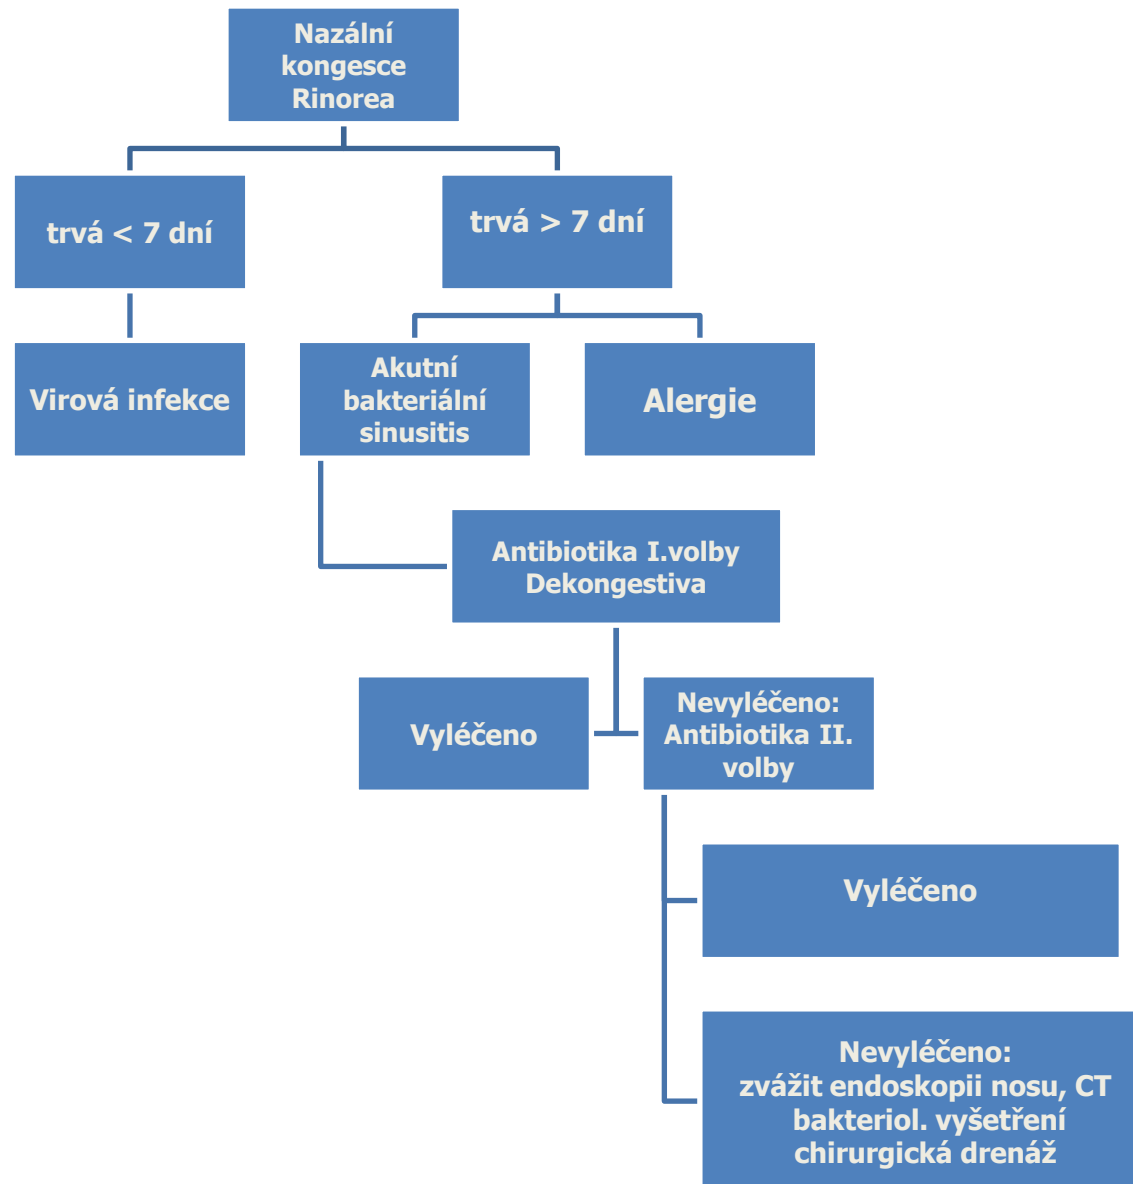 Nazální
kongesce
Rinorea
trvá < 7 dní
trvá > 7 dní
Virová infekce
Akutní
bakteriální
sinusitis
Alergie
Antibiotika I.volby
Dekongestiva
Vyléčeno
Nevyléčeno:
Antibiotika II.
volby
Vyléčeno
Nevyléčeno:
zvážit endoskopii nosu, CT
bakteriol. vyšetření
chirurgická drenáž